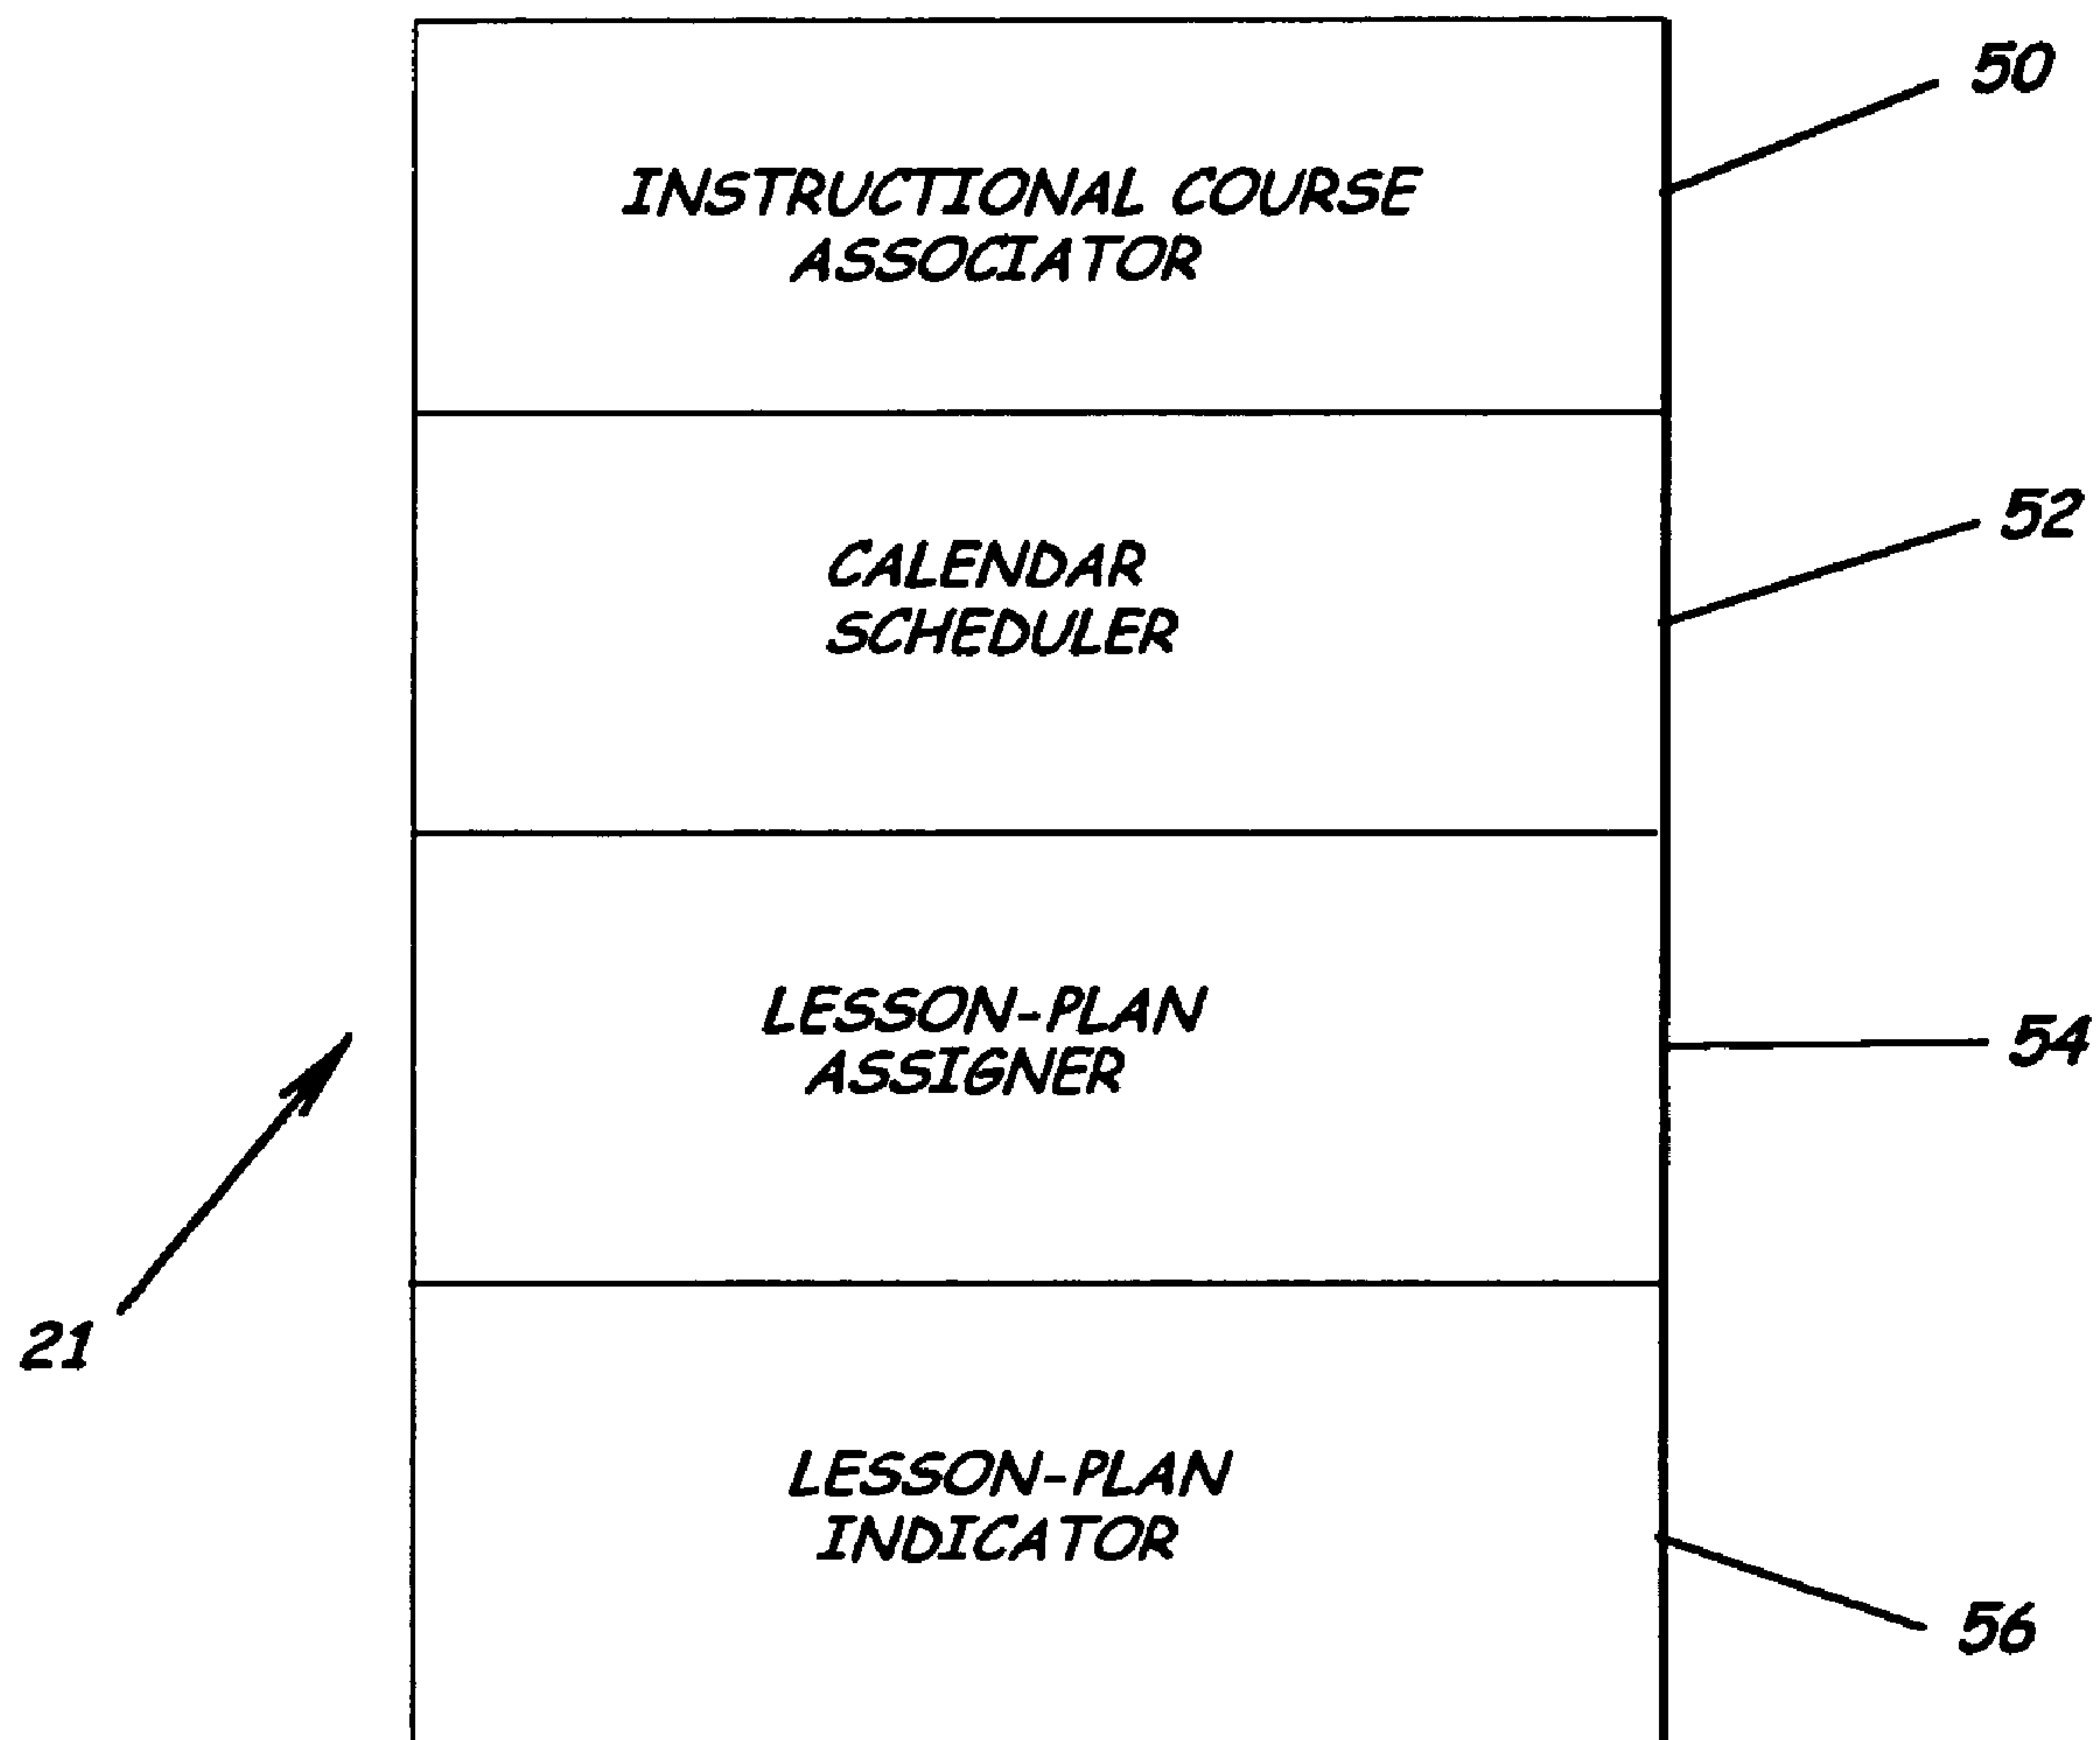 50
INSTRUCTIONAL COURSE
ASSOCIATOR
52
CALENDAR
SCHEDULER
LESSON-PLAN
ASSIGNER
54
21
LESSON-PLAN
INDICATOR
56